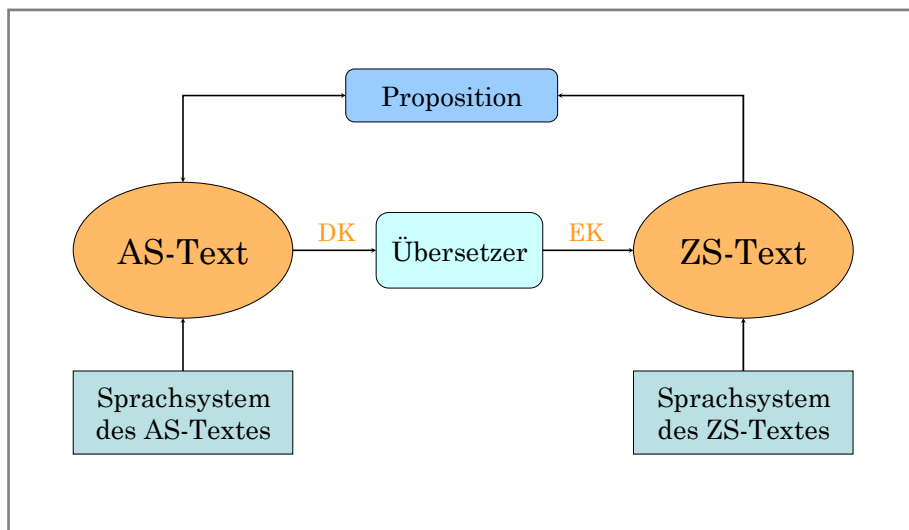 Proposition
AS-Text
DK
Übersetzer
EK
ZS-Text
Sprachsystem
des AS-Textes
Sprachsystem
des ZS-Textes